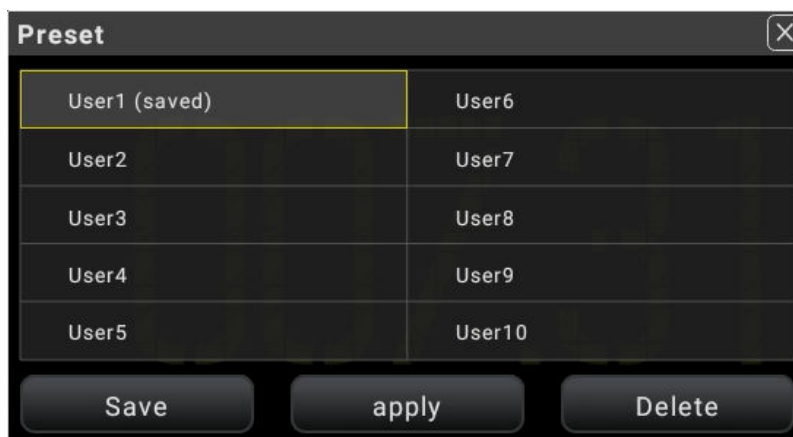 Preset
User1 (saved) User6
User2 User7
User3 User8
User4 User9
User5 User10
Save apply Delete